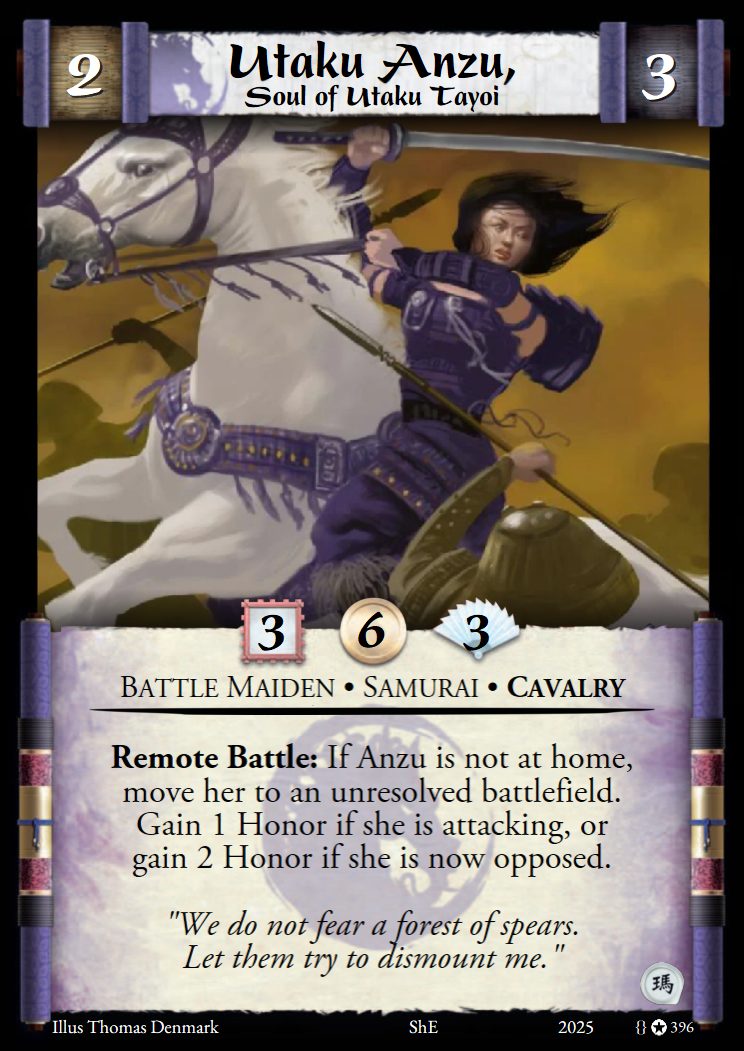 2
Utaku Anzu,
Soul of Utaku Tayoi
3
3 6 3
BATTLE MAIDEN • SAMURAI • CAVALRY
Remote Battle: If Anzu is not at home,
move her to an unresolved battlefield.
Gain 1 Honor if she is attacking, or
gain 2 Honor if she is now opposed.
"We do not fear a forest of spears.
Let them try to dismount me."
瑪
Illus Thomas Denmark ShE 2025 {} ✪ 396